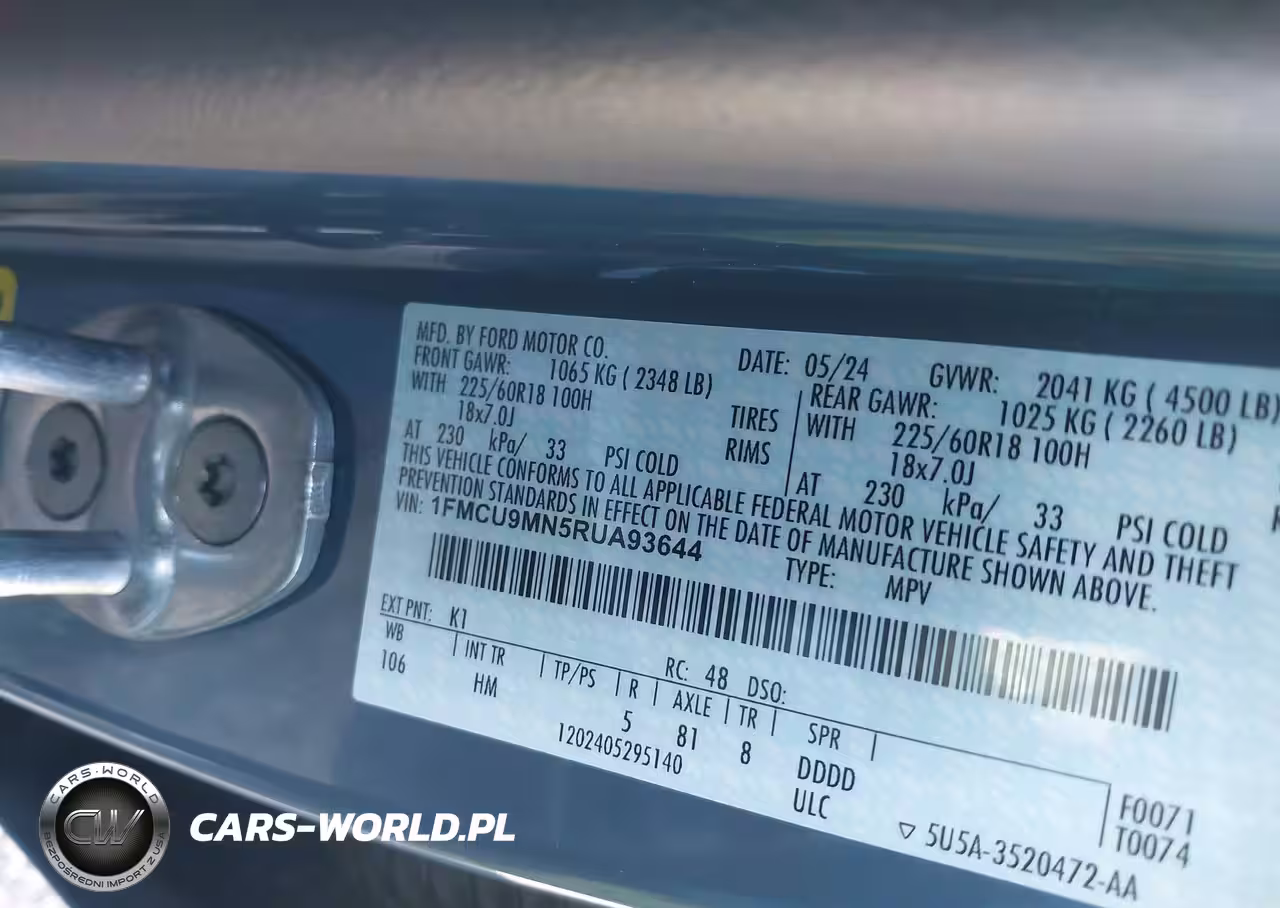 MFD. BY FORD MOTOR CO. DATE: 05/24 GVWR: 2041 KG ( 4500 LB)
FRONT GAWR: 1065 KG ( 2348 LB) REAR GAWR: 1025 KG ( 2260 LB)
WITH 225/60R18 100H TIRES WITH 225/60R18 100H
18x7.0J RIMS 18x7.0J
AT 230 kPa/ 33 PSI COLD AT 230 kPa/ 33 PSI COLD
THIS VEHICLE CONFORMS TO ALL APPLICABLE FEDERAL MOTOR VEHICLE SAFETY AND THEFT
PREVENTION STANDARDS IN EFFECT ON THE DATE OF MANUFACTURE SHOWN ABOVE.
VIN: 1FMCU9MN5RUA93644 TYPE: MPV
EXT PNT: K1 RC: 48 DSO:
WB INT TR TP/PS R AXLE TR SPR
106 HM 5 81 8 DDDD
1202405295140 ULC
F0071
T0074
5U5A-3520472-AA
CARS-WORLD
CW
BEZPOŚREDNI IMPORT Z USA
CARS-WORLD.PL